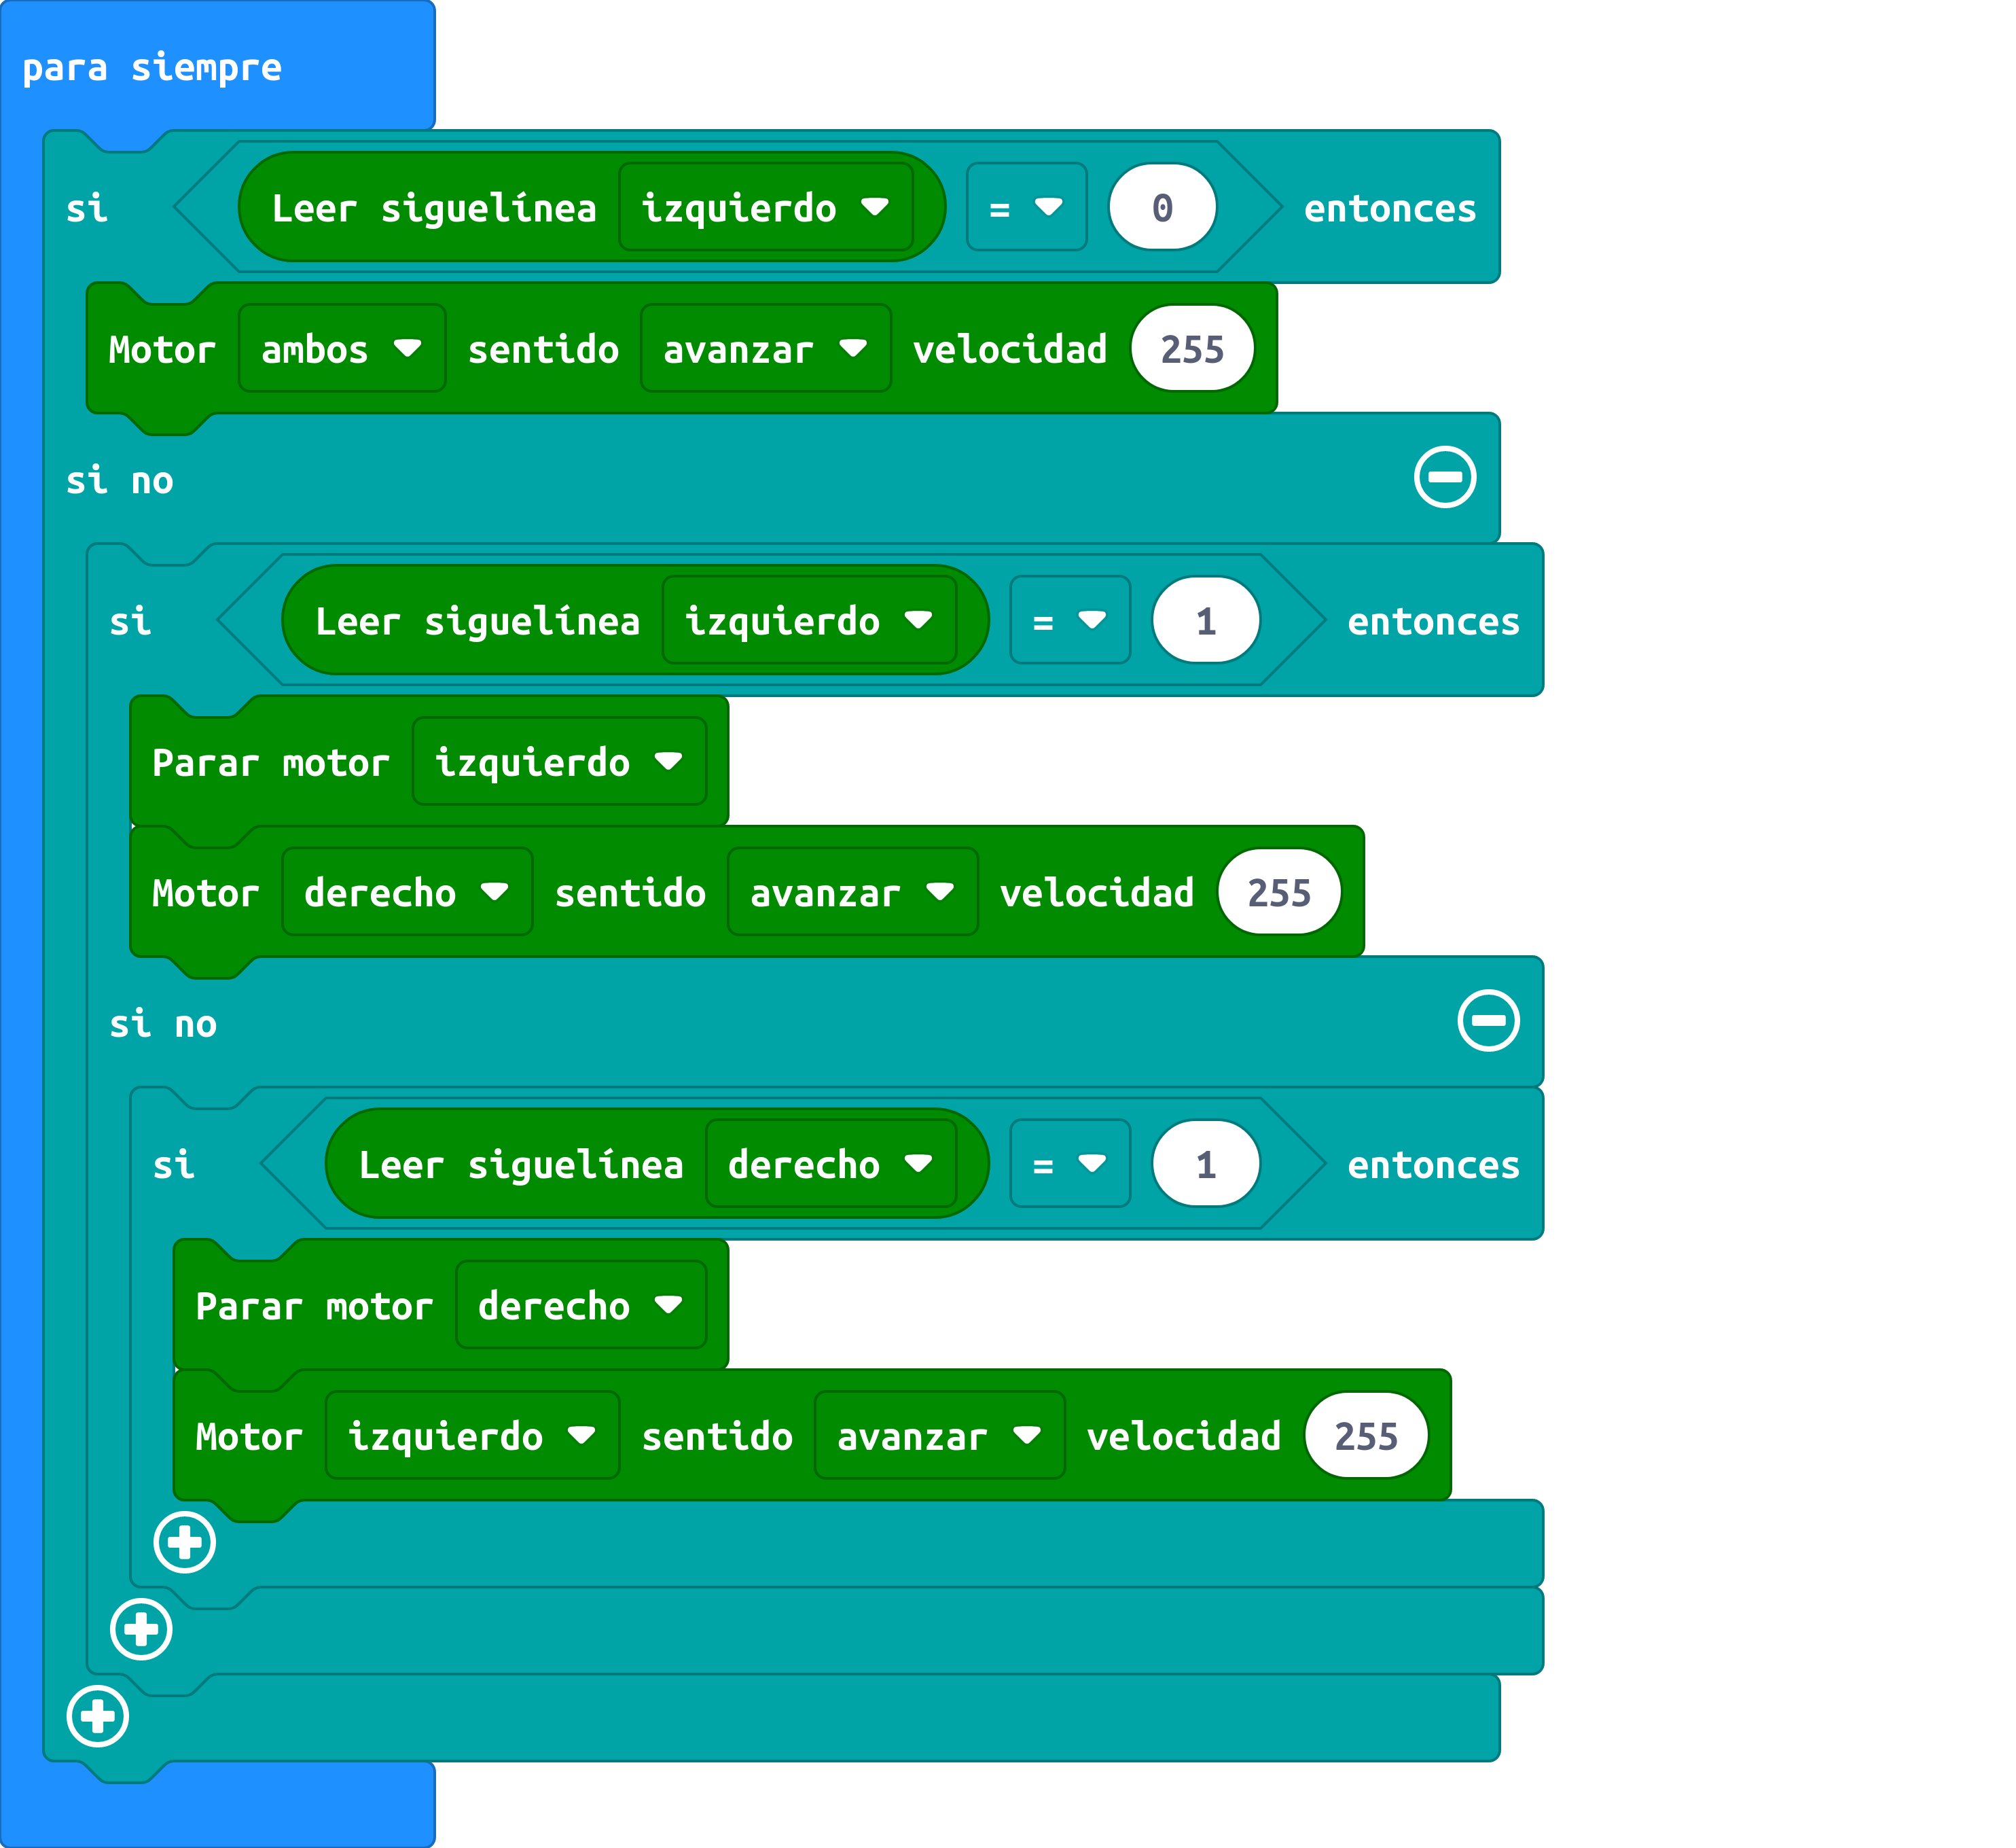 para siempre
si Leer siguelínea izquierdo = 0 entonces
Motor ambos sentido avanzar velocidad 255
si no
si Leer siguelínea izquierdo = 1 entonces
Parar motor izquierdo
Motor derecho sentido avanzar velocidad 255
si no
si Leer siguelínea derecho = 1 entonces
Parar motor derecho
Motor izquierdo sentido avanzar velocidad 255